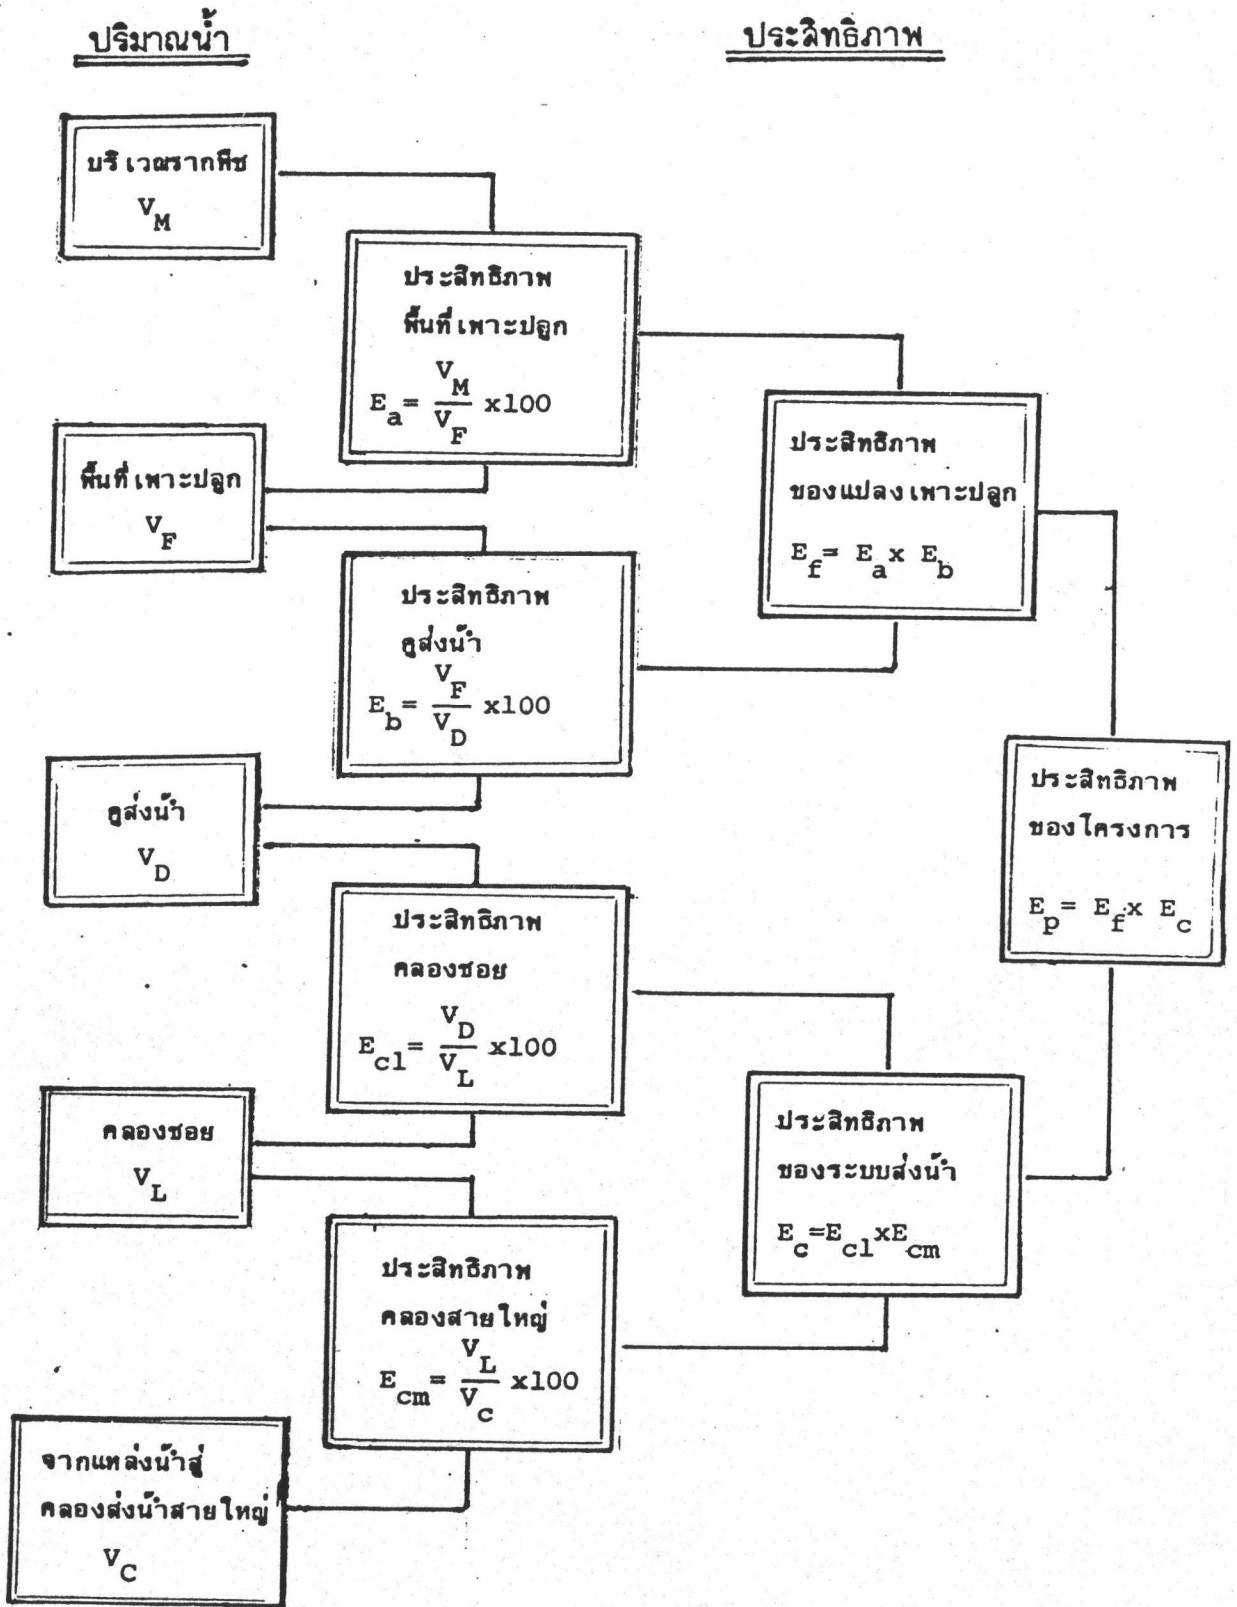 ปริมาณน้ำ
ประสิทธิภาพ
บริเวณรากพืช
V_M
ประสิทธิภาพ
พื้นที่เพาะปลูก
E_a = V_M / V_F x100
พื้นที่เพาะปลูก
V_F
ประสิทธิภาพ
ของแปลงเพาะปลูก
E_f = E_a x E_b
ประสิทธิภาพ
คูส่งน้ำ
E_b = V_F / V_D x100
คูส่งน้ำ
V_D
ประสิทธิภาพ
ของโครงการ
E_p = E_f x E_c
ประสิทธิภาพ
คลองซอย
E_cl = V_D / V_L x100
คลองซอย
V_L
ประสิทธิภาพ
ของระบบส่งน้ำ
E_c = E_cl x E_cm
ประสิทธิภาพ
คลองสายใหญ่
E_cm = V_L / V_c x100
จากแหล่งน้ำสู่
คลองส่งน้ำสายใหญ่
V_C